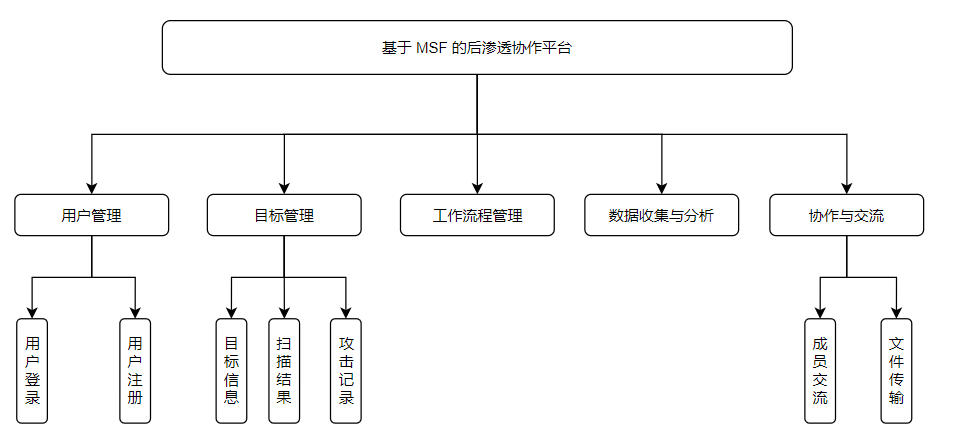 基于 MSF 的后渗透协作平台
用户管理
目标管理
工作流程管理
数据收集与分析
协作与交流
用户登录
用户注册
目标信息
扫描结果
攻击记录
成员交流
文件传输